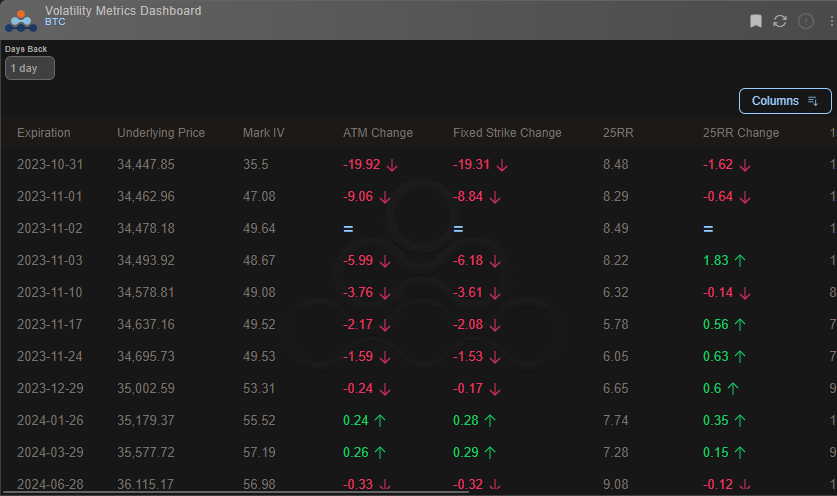 Volatility Metrics Dashboard
BTC
Days Back
1 day
Columns
Expiration Underlying Price Mark IV ATM Change Fixed Strike Change 25RR 25RR Change 1
2023-10-31 34,447.85 35.5 -19.92 ↓ -19.31 ↓ 8.48 -1.62 ↓ 1
2023-11-01 34,462.96 47.08 -9.06 ↓ -8.84 ↓ 8.29 -0.64 ↓ 1
2023-11-02 34,478.18 49.64 = = 8.49 = 1
2023-11-03 34,493.92 48.67 -5.99 ↓ -6.18 ↓ 8.22 1.83 ↑ 1
2023-11-10 34,578.81 49.08 -3.76 ↓ -3.61 ↓ 6.32 -0.14 ↓ 8
2023-11-17 34,637.16 49.52 -2.17 ↓ -2.08 ↓ 5.78 0.56 ↑ 7
2023-11-24 34,695.73 49.53 -1.59 ↓ -1.53 ↓ 6.05 0.63 ↑ 7
2023-12-29 35,002.59 53.31 -0.24 ↓ -0.17 ↓ 6.65 0.6 ↑ 9
2024-01-26 35,179.37 55.52 0.24 ↑ 0.28 ↑ 7.74 0.35 ↑ 1
2024-03-29 35,577.72 57.19 0.26 ↑ 0.29 ↑ 7.28 0.15 ↑ 9
2024-06-28 36,115.17 56.98 -0.33 ↓ -0.32 ↓ 9.08 -0.12 ↓ 1